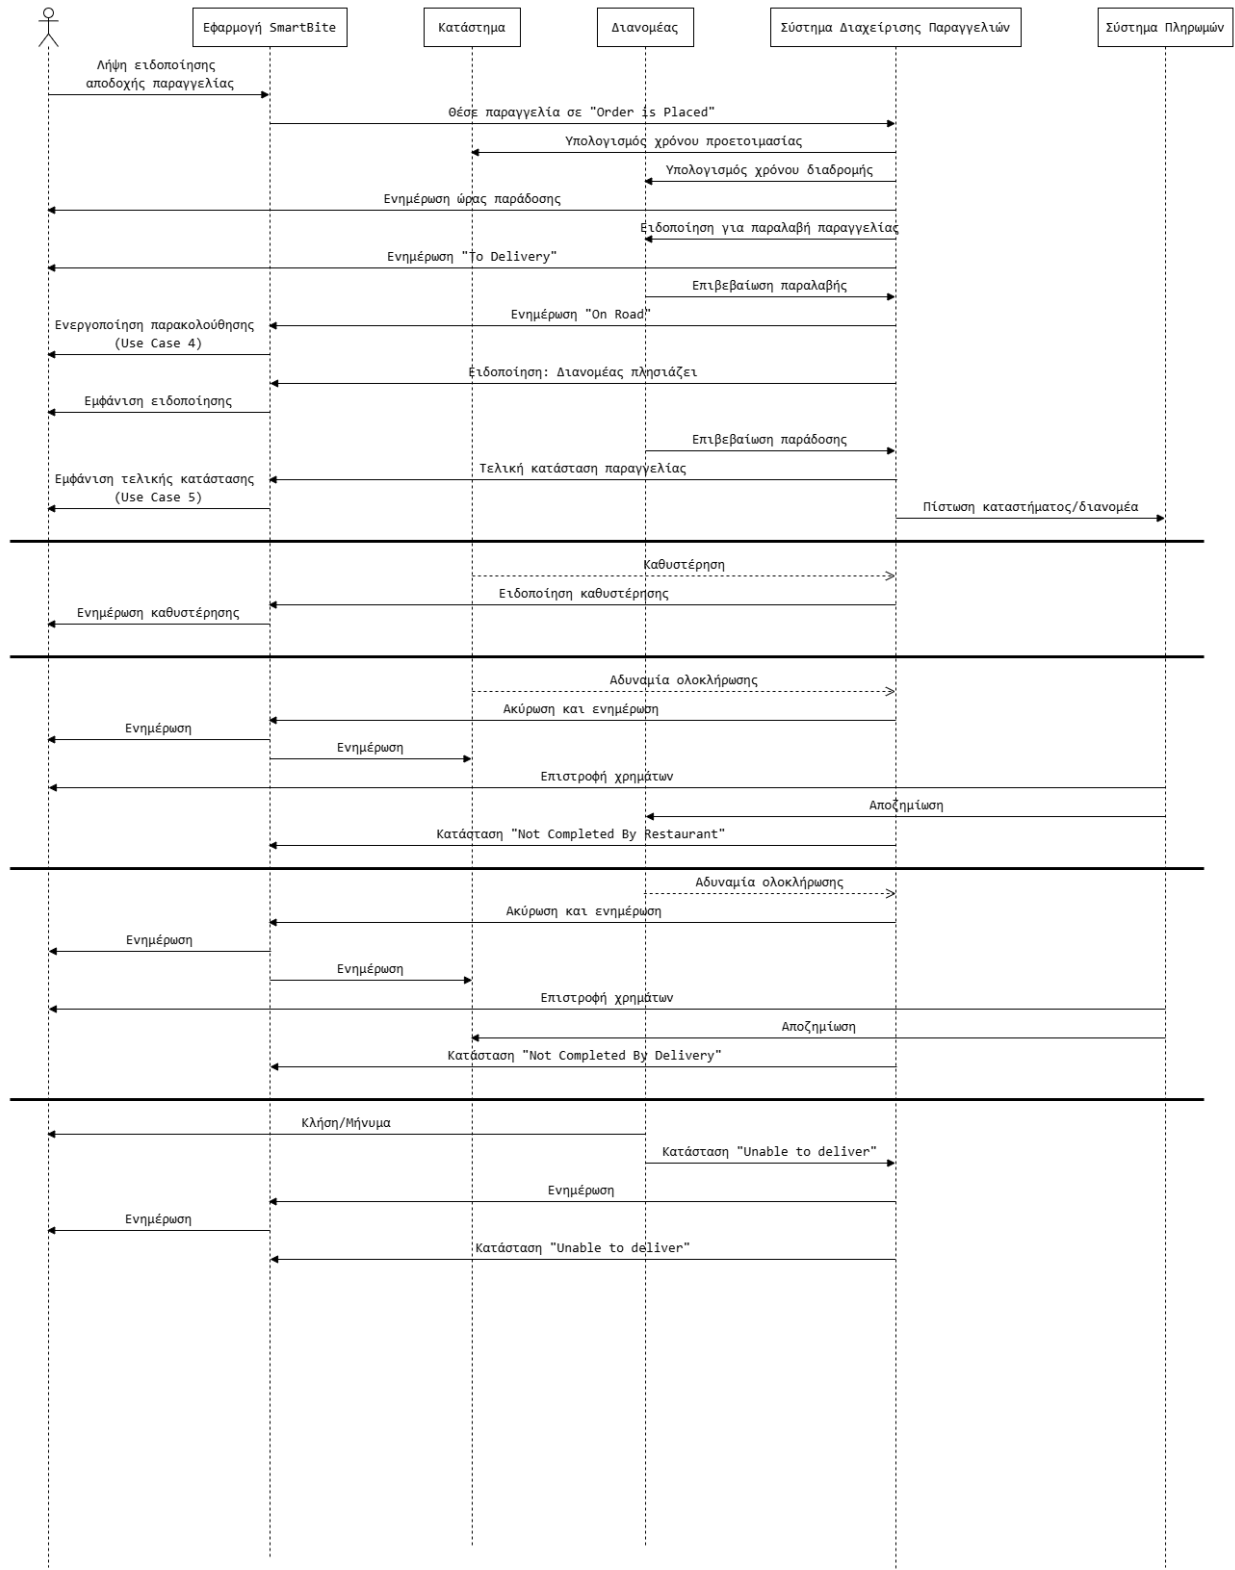 Εφαρμογή SmartBite
Κατάστημα
Διανομέας
Σύστημα Διαχείρισης Παραγγελιών
Σύστημα Πληρωμών
Λήψη ειδοποίησης
αποδοχής παραγγελίας
Θέσε παραγγελία σε "Order is Placed"
Υπολογισμός χρόνου προετοιμασίας
Υπολογισμός χρόνου διαδρομής
Ενημέρωση ώρας παράδοσης
Ειδοποίηση για παραλαβή παραγγελίας
Ενημέρωση "To Delivery"
Επιβεβαίωση παραλαβής
Ενημέρωση "On Road"
Ενεργοποίηση παρακολούθησης
(Use Case 4)
Ειδοποίηση: Διανομέας πλησιάζει
Εμφάνιση ειδοποίησης
Επιβεβαίωση παράδοσης
Τελική κατάσταση παραγγελίας
Εμφάνιση τελικής κατάστασης
(Use Case 5)
Πίστωση καταστήματος/διανομέα
Καθυστέρηση
Ειδοποίηση καθυστέρησης
Ενημέρωση καθυστέρησης
Αδυναμία ολοκλήρωσης
Ακύρωση και ενημέρωση
Ενημέρωση
Ενημέρωση
Επιστροφή χρημάτων
Αποζημίωση
Κατάσταση "Not Completed By Restaurant"
Αδυναμία ολοκλήρωσης
Ακύρωση και ενημέρωση
Ενημέρωση
Ενημέρωση
Επιστροφή χρημάτων
Αποζημίωση
Κατάσταση "Not Completed By Delivery"
Κλήση/Μήνυμα
Κατάσταση "Unable to deliver"
Ενημέρωση
Ενημέρωση
Κατάσταση "Unable to deliver"